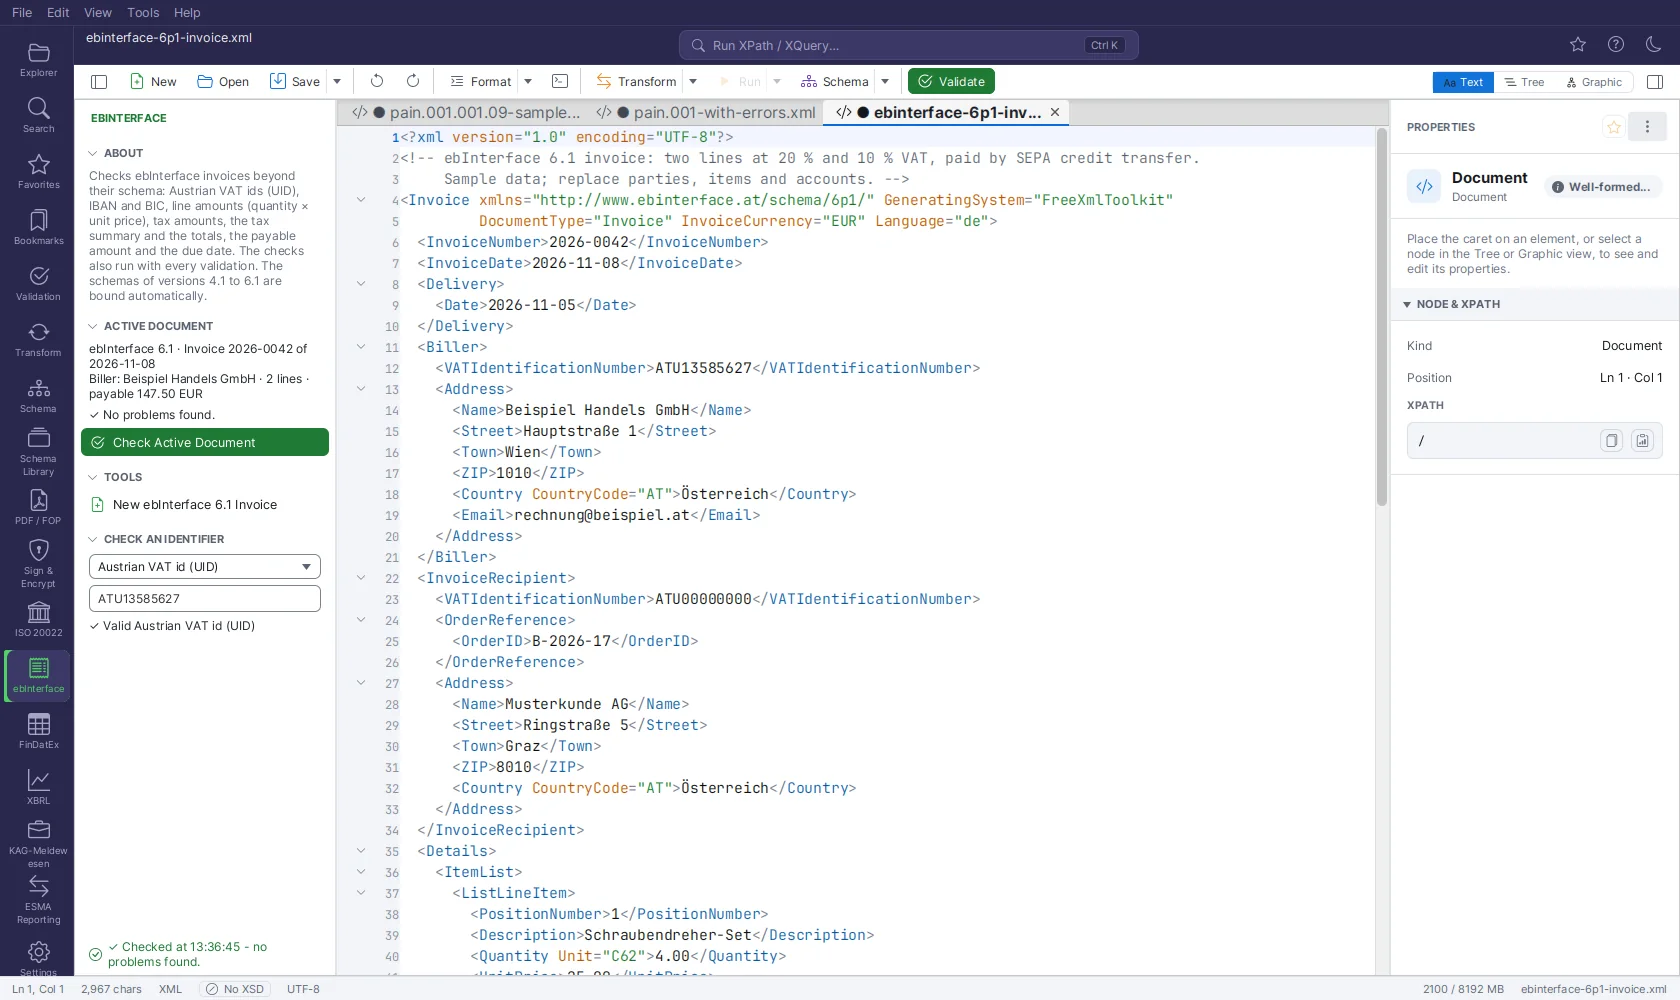 File Edit View Tools Help
ebinterface-6p1-invoice.xml
Run XPath / XQuery... Ctrl K
New Open Save Format Transform Run Schema Validate
Aa Text Tree Graphic
Explorer
Search
Favorites
Bookmarks
Validation
Transform
Schema
Schema
Library
PDF / FOP
Sign &
Encrypt
ISO 20022
ebInterface
FinDatEx
XBRL
KAG-Meldew
esen
ESMA
Reporting
Settings
EBINTERFACE
ABOUT
Checks ebInterface invoices beyond
their schema: Austrian VAT ids (UID),
IBAN and BIC, line amounts (quantity ×
unit price), tax amounts, the tax
summary and the totals, the payable
amount and the due date. The checks
also run with every validation. The
schemas of versions 4.1 to 6.1 are
bound automatically.
ACTIVE DOCUMENT
ebInterface 6.1 · Invoice 2026-0042 of
2026-11-08
Biller: Beispiel Handels GmbH · 2 lines ·
payable 147.50 EUR
✓ No problems found.
Check Active Document
TOOLS
New ebInterface 6.1 Invoice
CHECK AN IDENTIFIER
Austrian VAT id (UID)
ATU13585627
✓ Valid Austrian VAT id (UID)
✓ Checked at 13:36:45 - no
problems found.
</> ● pain.001.001.09-sample... </> ● pain.001-with-errors.xml </> ● ebinterface-6p1-inv... ×
1 <?xml version="1.0" encoding="UTF-8"?>
2 <!-- ebInterface 6.1 invoice: two lines at 20 % and 10 % VAT, paid by SEPA credit transfer.
3 Sample data; replace parties, items and accounts. -->
4 <Invoice xmlns="http://www.ebinterface.at/schema/6p1/" GeneratingSystem="FreeXmlToolkit"
5 DocumentType="Invoice" InvoiceCurrency="EUR" Language="de">
6 <InvoiceNumber>2026-0042</InvoiceNumber>
7 <InvoiceDate>2026-11-08</InvoiceDate>
8 <Delivery>
9 <Date>2026-11-05</Date>
10 </Delivery>
11 <Biller>
12 <VATIdentificationNumber>ATU13585627</VATIdentificationNumber>
13 <Address>
14 <Name>Beispiel Handels GmbH</Name>
15 <Street>Hauptstraße 1</Street>
16 <Town>Wien</Town>
17 <ZIP>1010</ZIP>
18 <Country CountryCode="AT">Österreich</Country>
19 <Email>rechnung@beispiel.at</Email>
20 </Address>
21 </Biller>
22 <InvoiceRecipient>
23 <VATIdentificationNumber>ATU00000000</VATIdentificationNumber>
24 <OrderReference>
25 <OrderID>B-2026-17</OrderID>
26 </OrderReference>
27 <Address>
28 <Name>Musterkunde AG</Name>
29 <Street>Ringstraße 5</Street>
30 <Town>Graz</Town>
31 <ZIP>8010</ZIP>
32 <Country CountryCode="AT">Österreich</Country>
33 </Address>
34 </InvoiceRecipient>
35 <Details>
36 <ItemList>
37 <ListLineItem>
38 <PositionNumber>1</PositionNumber>
39 <Description>Schraubendreher-Set</Description>
40 <Quantity Unit="C62">4.00</Quantity>
PROPERTIES
Document
Document
Well-formed...
Place the caret on an element, or select a
node in the Tree or Graphic view, to see and
edit its properties.
NODE & XPATH
Kind Document
Position Ln 1 · Col 1
XPATH
/
Ln 1, Col 1 2,967 chars XML No XSD UTF-8 2100 / 8192 MB ebinterface-6p1-invoice.xml